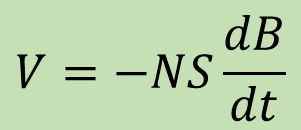 V = −NS dB/dt